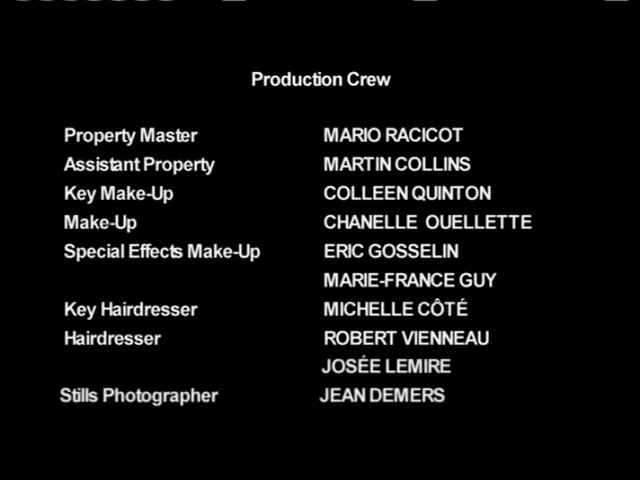 Production Crew
Property Master MARIO RACICOT
Assistant Property MARTIN COLLINS
Key Make-Up COLLEEN QUINTON
Make-Up CHANELLE OUELLETTE
Special Effects Make-Up ERIC GOSSELIN
MARIE-FRANCE GUY
Key Hairdresser MICHELLE CÔTÉ
Hairdresser ROBERT VIENNEAU
JOSÉE LEMIRE
Stills Photographer JEAN DEMERS